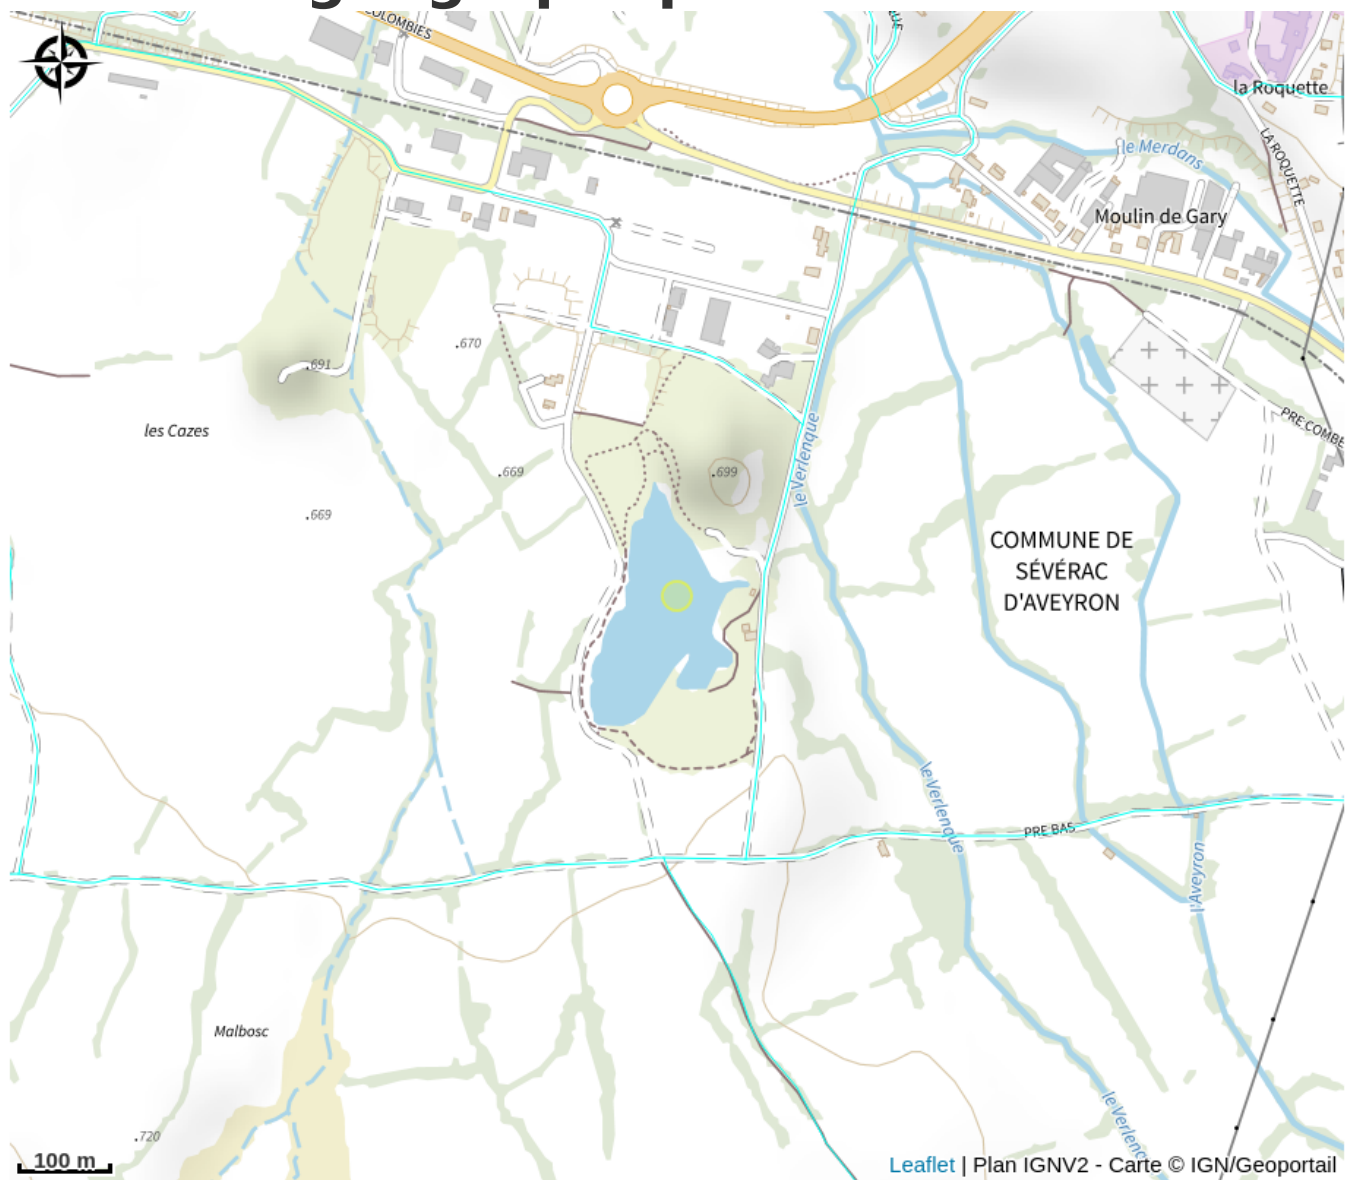 COLOMBIES
la Roquette
le Merdans
LA ROQUETTE
Moulin de Gary
.670
.691
les Cazes
PRE COMBE
le Verlenque
.699
.669
.669
COMMUNE DE
SÉVÉRAC
D'AVEYRON
le Verlenque
PRE BAS
l'Aveyron
Malbosc
le Verlenq
.720
100 m
Leaflet | Plan IGNV2 - Carte © IGN/Geoportail